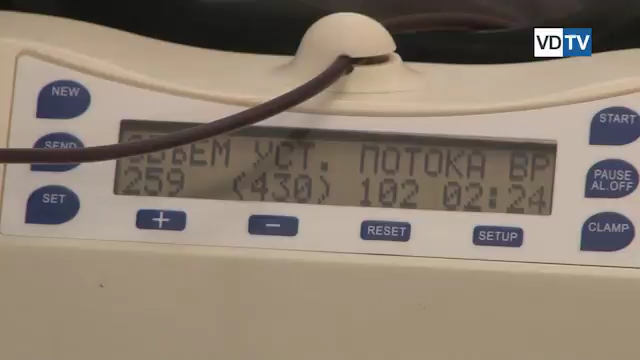 VDTV
NEW
START
SEND
ОБЪЕМ УСТ. ПОТОКА ВР
259 (430) 102 02:24
PAUSE
AL.OFF
SET
+
−
RESET
SETUP
CLAMP